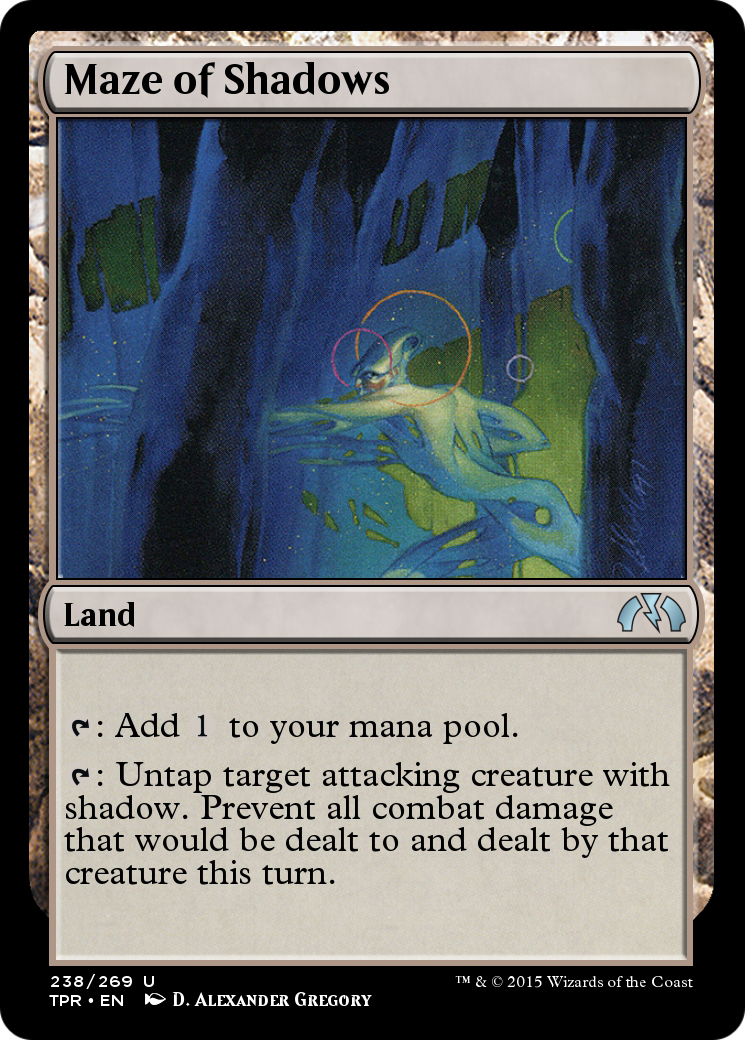 Maze of Shadows
Land
: Add 1 to your mana pool.
: Untap target attacking creature with
shadow. Prevent all combat damage
that would be dealt to and dealt by that
creature this turn.
238/269 U
™ & © 2015 Wizards of the Coast
TPR • EN D. Alexander Gregory